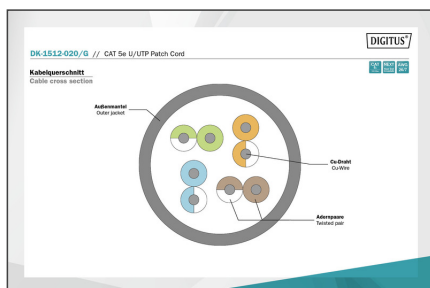 DIGITUS®
DK-1512-020/G // CAT 5e U/UTP Patch Cord
Kabelquerschnitt
Cable cross section
Außenmantel
Outer jacket
Cu-Draht
Cu-Wire
Adernpaare
Twisted pair